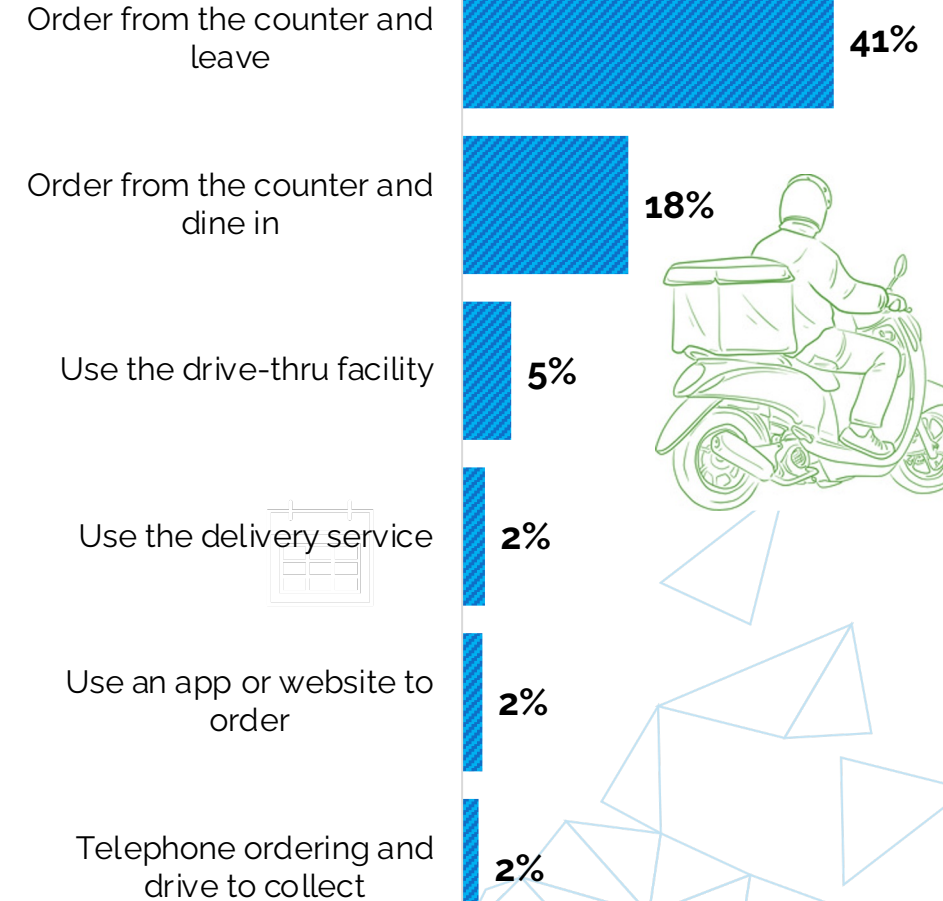 Order from the counter and
leave
41%
Order from the counter and
dine in
18%
Use the drive-thru facility
5%
Use the delivery service
2%
Use an app or website to
order
2%
Telephone ordering and
drive to collect
2%